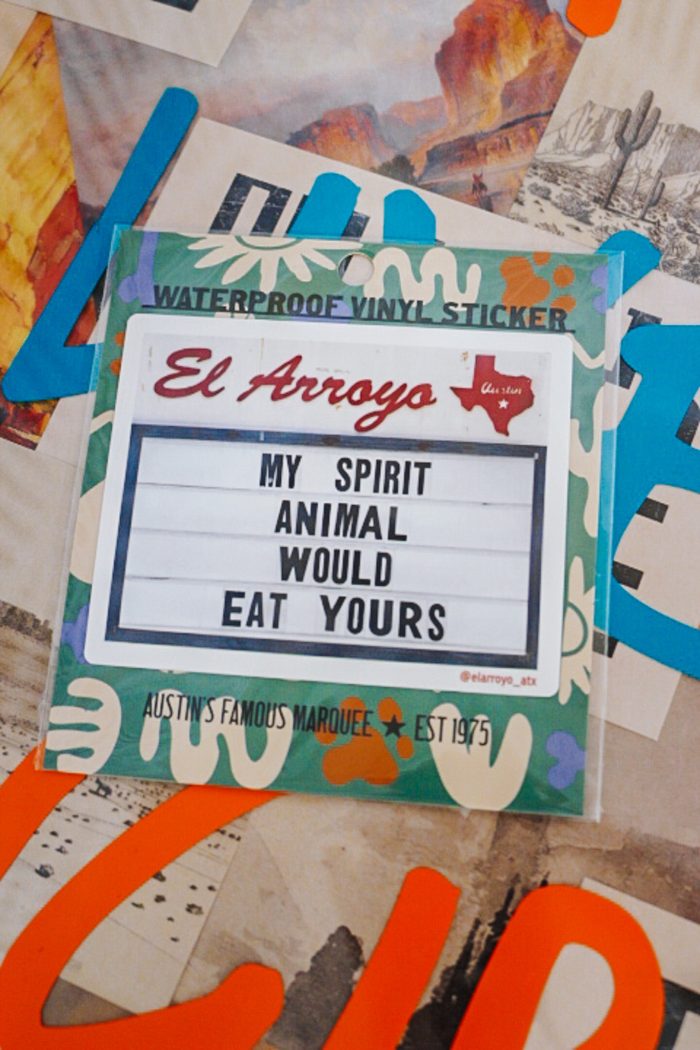 WATERPROOF VINYL STICKER
El Arroyo
Austin
MY SPIRIT
ANIMAL
WOULD
EAT YOURS
@elarroyo_atx
AUSTIN'S FAMOUS MARQUEE ★ EST 1975